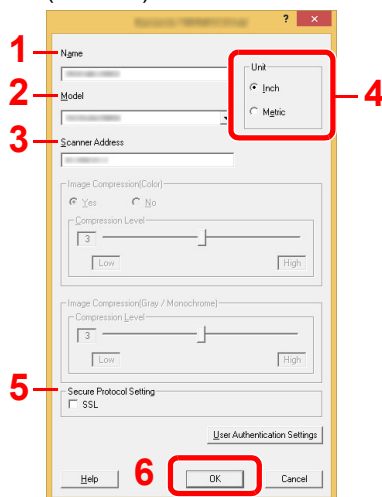 ?
×
1
Name
Unit
Inch
Metric
4
2
Model
3
Scanner Address
Image Compression(Color)
Yes No
Compression Level
3
Low High
Image Compression(Gray / Monochrome)
Compression Level
3
Low High
5
Secure Protocol Setting
SSL
User Authentication Settings
Help 6 OK Cancel